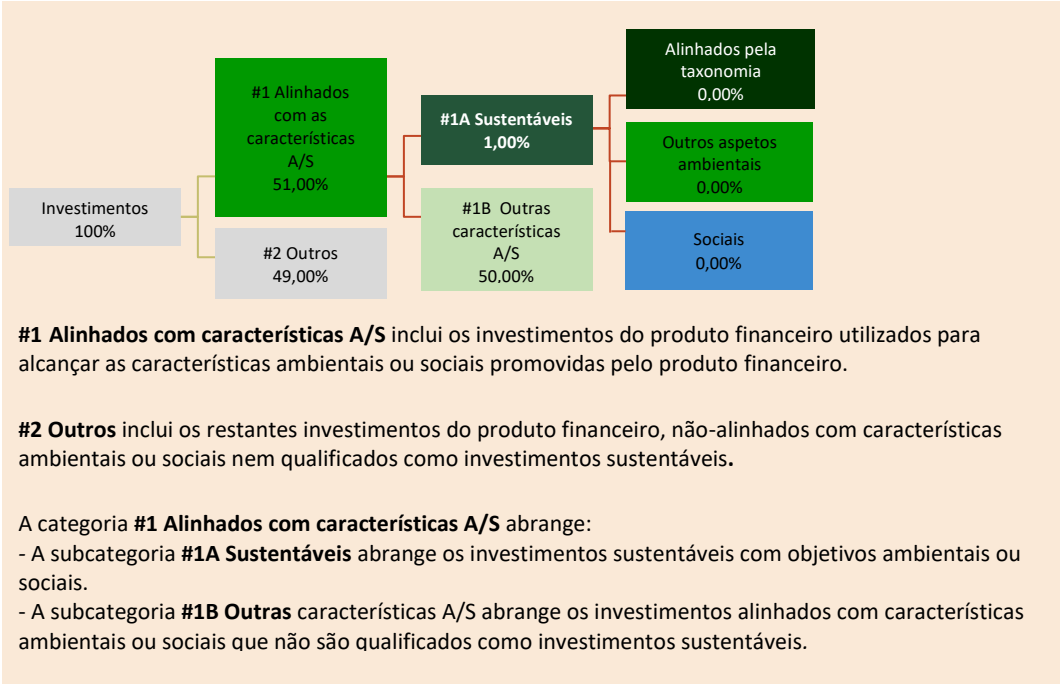 Investimentos
100%
#1 Alinhados
com as
características
A/S
51,00%
#2 Outros
49,00%
#1A Sustentáveis
1,00%
#1B Outras
características
A/S
50,00%
Alinhados pela
taxonomia
0,00%
Outros aspetos
ambientais
0,00%
Sociais
0,00%
#1 Alinhados com características A/S inclui os investimentos do produto financeiro utilizados para
alcançar as características ambientais ou sociais promovidas pelo produto financeiro.
#2 Outros inclui os restantes investimentos do produto financeiro, não-alinhados com características
ambientais ou sociais nem qualificados como investimentos sustentáveis.
A categoria #1 Alinhados com características A/S abrange:
- A subcategoria #1A Sustentáveis abrange os investimentos sustentáveis com objetivos ambientais ou
sociais.
- A subcategoria #1B Outras características A/S abrange os investimentos alinhados com características
ambientais ou sociais que não são qualificados como investimentos sustentáveis.